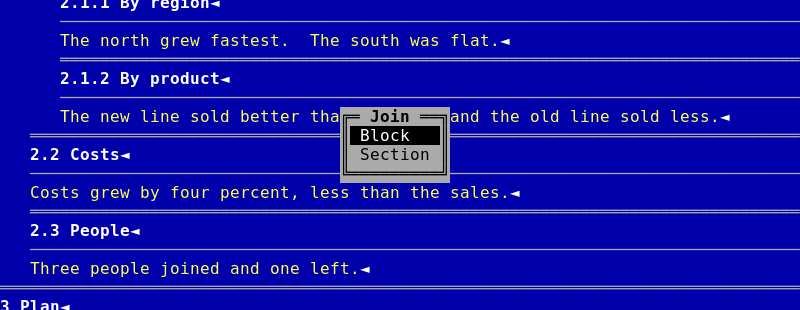 2.1.1 By region◄
The north grew fastest.  The south was flat.◄
2.1.2 By product◄
The new line sold better tha and the old line sold less.◄
Join
Block
Section
2.2 Costs◄
Costs grew by four percent, less than the sales.◄
2.3 People◄
Three people joined and one left.◄
3 Plan◄